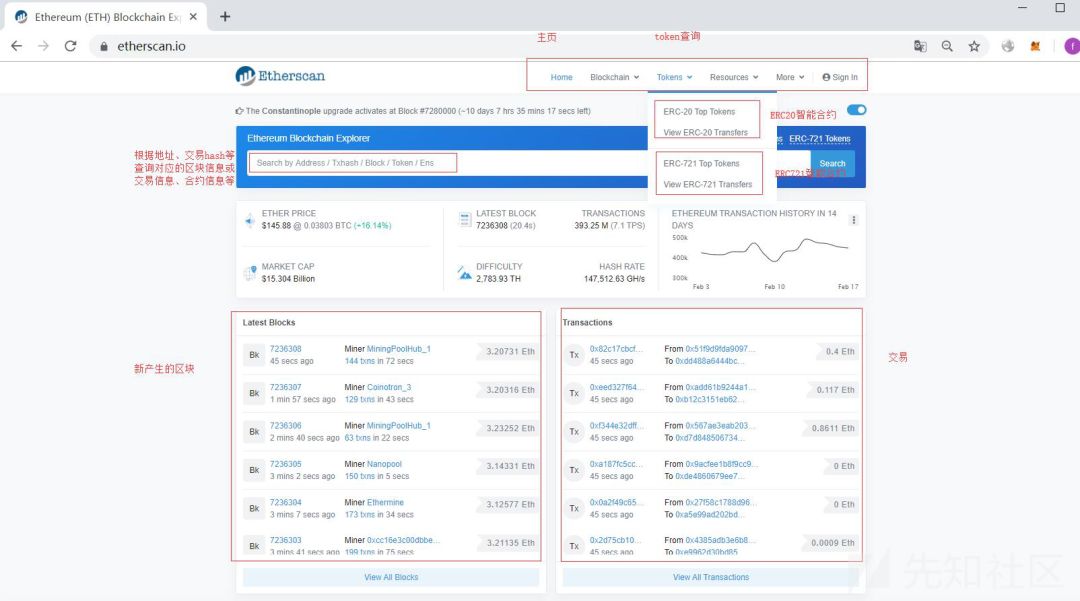 Ethereum (ETH) Blockchain Ex
etherscan.io
f
主页
token查询
Etherscan
Home
Blockchain
Tokens
Resources
More
Sign In
The Constantinople upgrade activates at Block #7280000 (~10 days 7 hrs 35 mins 17 secs left)
ERC-20 Top Tokens
View ERC-20 Transfers
ERC20智能合约
ERC-721 Top Tokens
View ERC-721 Transfers
ERC721智能合约
Ethereum Blockchain Explorer
ERC-721 Tokens
Search by Address / Txhash / Block / Token / Ens
Search
根据地址、交易hash等
查询对应的区块信息或
交易信息、合约信息等
ETHER PRICE
$145.88 @ 0.03803 BTC (+16.14%)
MARKET CAP
$15.304 Billion
LATEST BLOCK
7236308 (20.4s)
TRANSACTIONS
393.25 M (7.1 TPS)
DIFFICULTY
2,783.93 TH
HASH RATE
147,512.63 GH/s
ETHEREUM TRANSACTION HISTORY IN 14
DAYS
500k
400k
300k
Feb 3
Feb 10
Feb 17
新产生的区块
Latest Blocks
Bk
7236308
45 secs ago
Miner MiningPoolHub_1
144 txns in 72 secs
3.20731 Eth
Bk
7236307
1 min 57 secs ago
Miner Coinotron_3
129 txns in 43 secs
3.20316 Eth
Bk
7236306
2 mins 40 secs ago
Miner MiningPoolHub_1
63 txns in 22 secs
3.23252 Eth
Bk
7236305
3 mins 2 secs ago
Miner Nanopool
150 txns in 5 secs
3.14331 Eth
Bk
7236304
3 mins 7 secs ago
Miner Ethermine
173 txns in 34 secs
3.12577 Eth
Bk
7236303
3 mins 41 secs ago
Miner 0xcc16e3c00dbbe...
199 txns in 75 secs
3.21135 Eth
View All Blocks
交易
Transactions
Tx
0x82c17cbcf...
45 secs ago
From 0x51f9d9fda9097...
To 0xdd488a6444bc...
0.4 Eth
Tx
0xeed327f64...
45 secs ago
From 0xadd61b9244a1...
To 0xb12c3151eb62...
0.117 Eth
Tx
0xf344e32dff...
45 secs ago
From 0x567ae3eab203...
To 0xd7d848506734...
0.8611 Eth
Tx
0xa187fc5cc...
45 secs ago
From 0x9acfee1b8f9cc9...
To 0xde4860679ee7...
0 Eth
Tx
0x0a2f49c65...
45 secs ago
From 0x27f58c1788d96...
To 0xa5e99ad202bd...
0 Eth
Tx
0x2d75cb10...
45 secs ago
From 0x4385adb3e6b8...
To 0xe9962d30bd85
0.0009 Eth
View All Transactions
先知社区